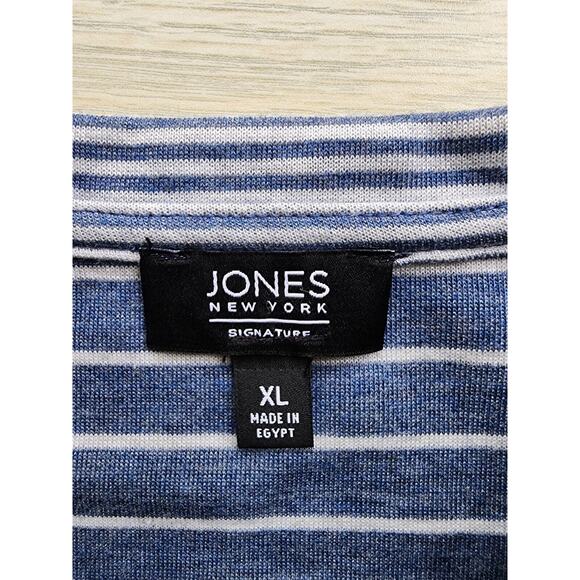 JONES
NEW YORK
SIGNATURE
XL
MADE IN
EGYPT